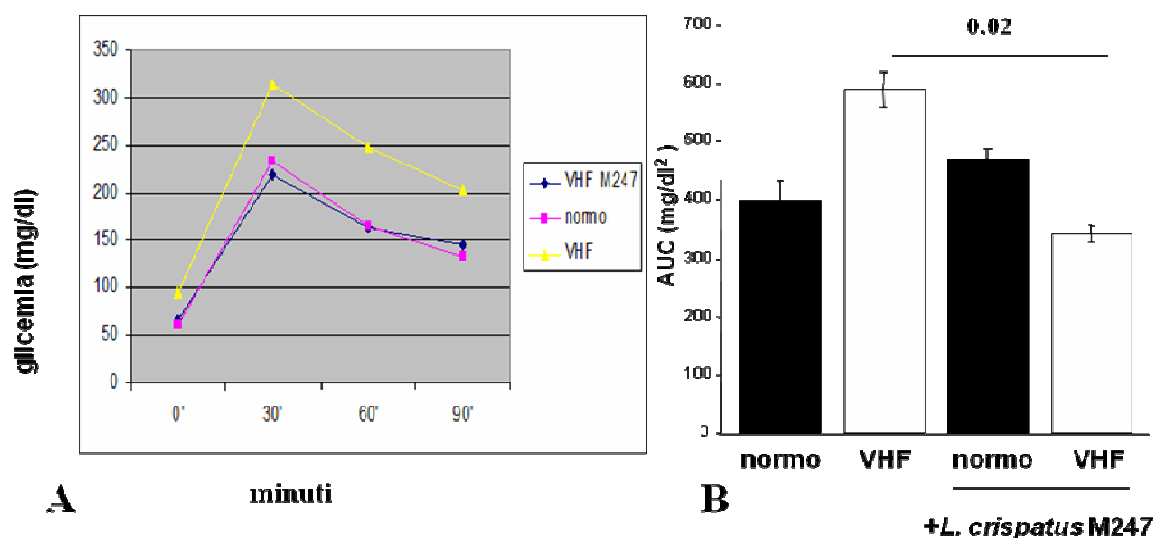 350
300
250
200
150
100
50
0
0' 30' 60' 90'
glicemia (mg/dl)
minuti
VHF M247
normo
VHF
A
700
600
500
400
300
200
100
0
AUC (mg/dl²)
0.02
normo VHF normo VHF
+L. crispatus M247
B